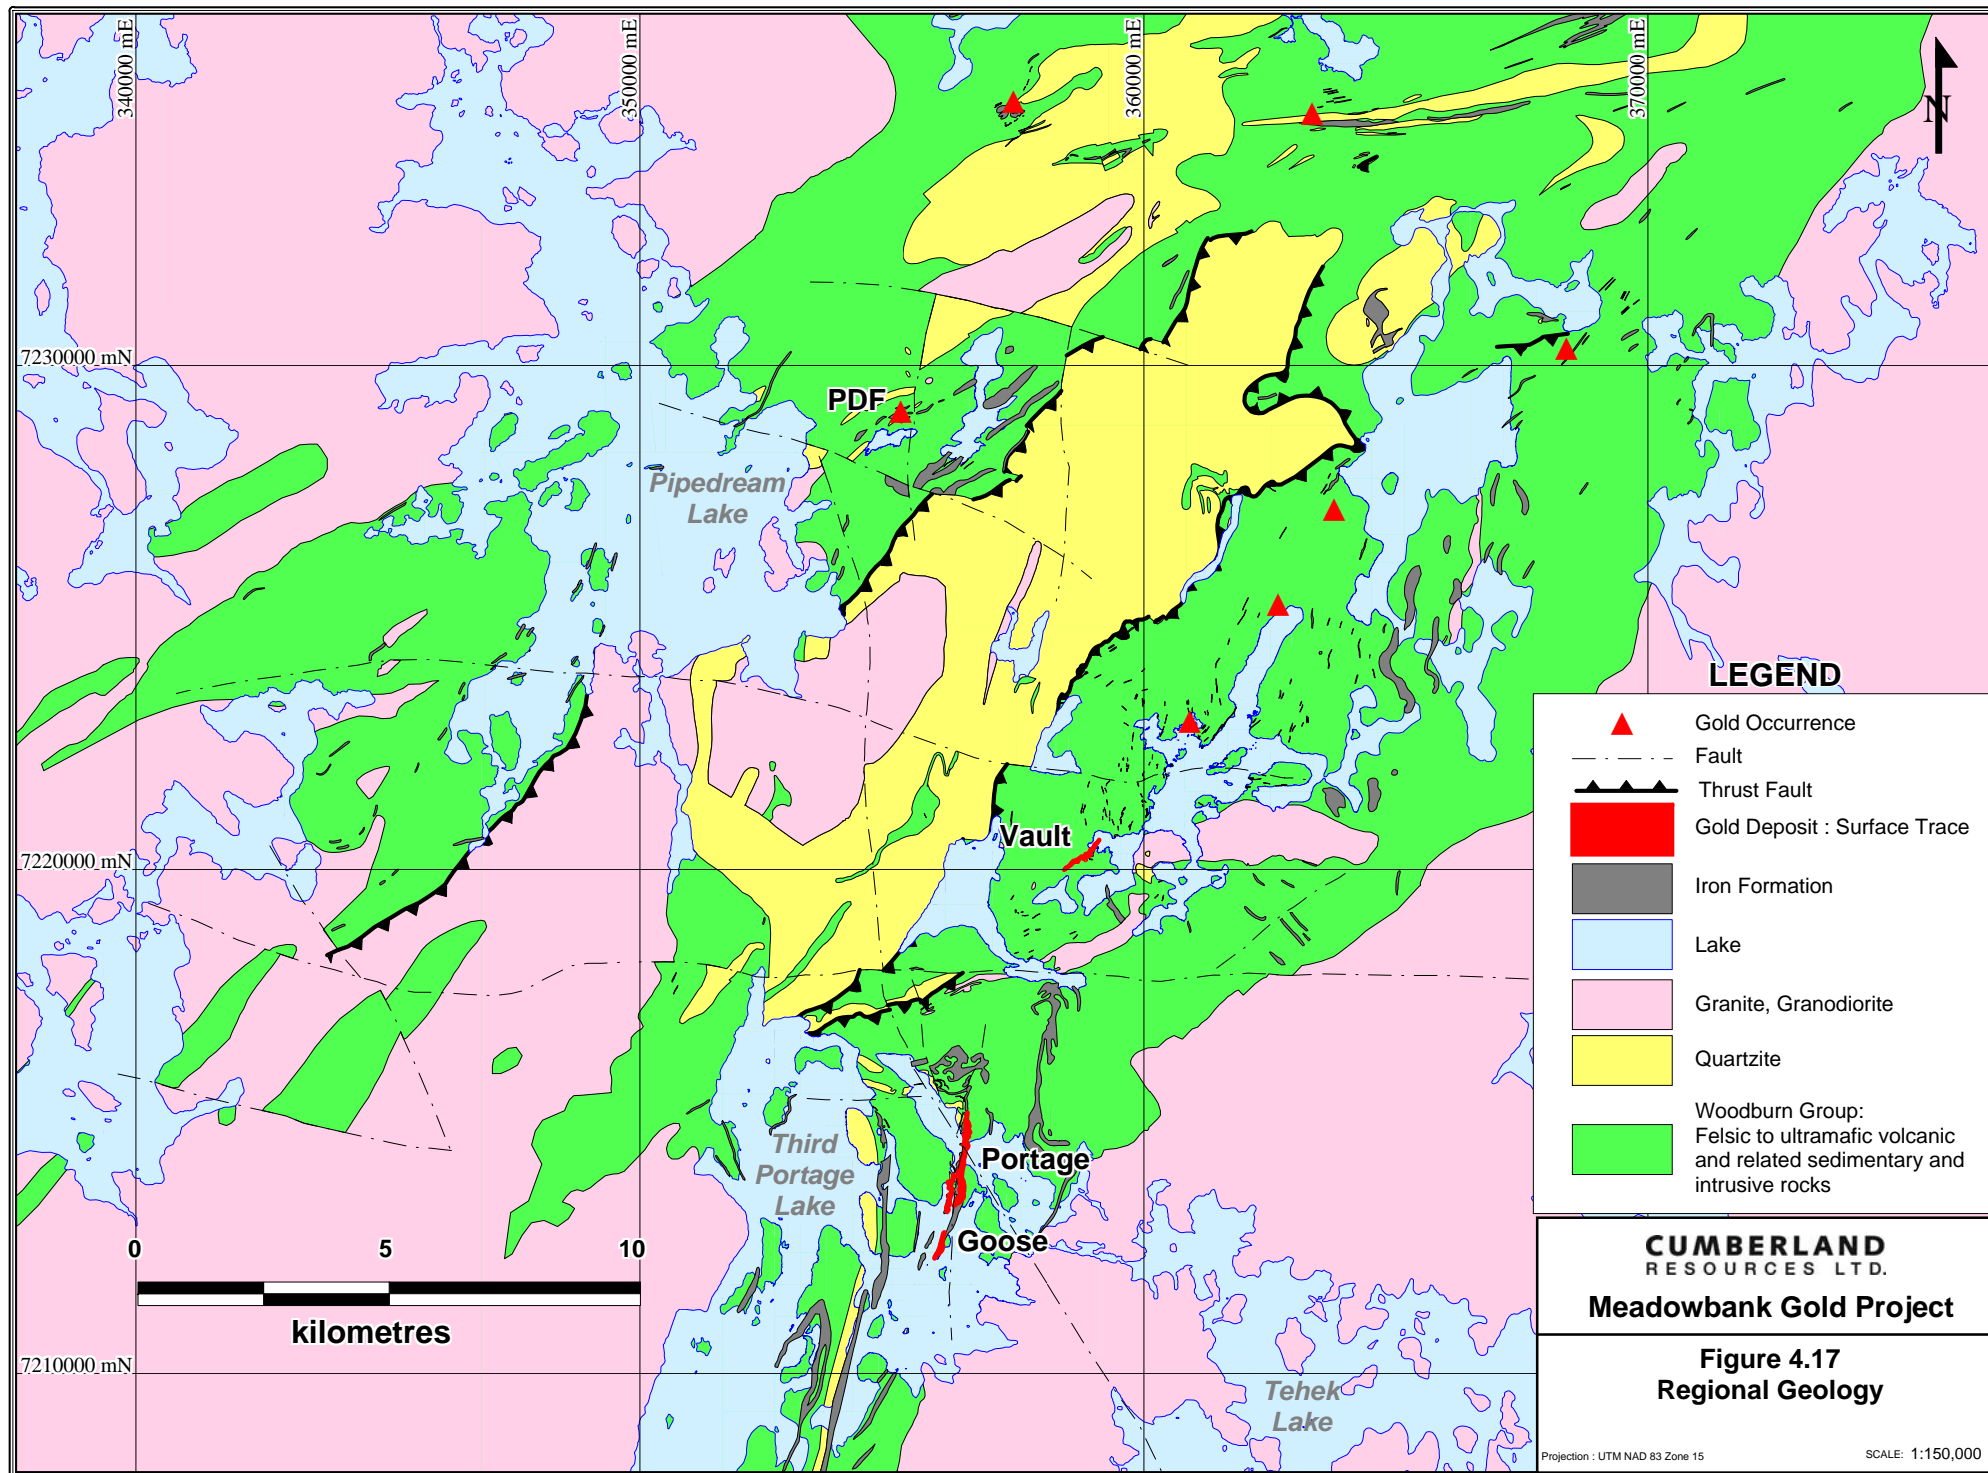 340000 mE
350000 mE
360000 mE
370000 mE
N
7230000 mN
PDF
Pipedream
Lake
LEGEND
Gold Occurrence
Fault
Thrust Fault
Gold Deposit : Surface Trace
Iron Formation
Lake
Granite, Granodiorite
Quartzite
Woodburn Group:
Felsic to ultramafic volcanic
and related sedimentary and
intrusive rocks
Vault
7220000 mN
Third
Portage
Lake
Portage
Goose
0 5 10
kilometres
7210000 mN
Tehek
Lake
CUMBERLAND
RESOURCES LTD.
Meadowbank Gold Project
Figure 4.17
Regional Geology
Projection : UTM NAD 83 Zone 15
SCALE: 1:150,000